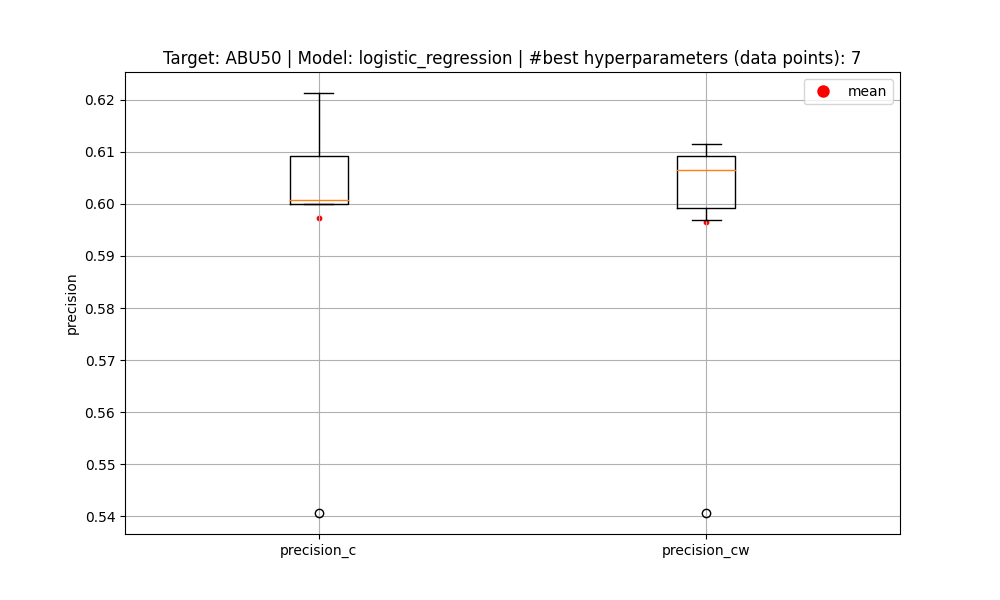 Target: ABU50 | Model: logistic_regression | #best hyperparameters (data points): 7
mean
0.62
0.61
0.60
0.59
0.58
0.57
0.56
0.55
0.54
precision
precision_c
precision_cw